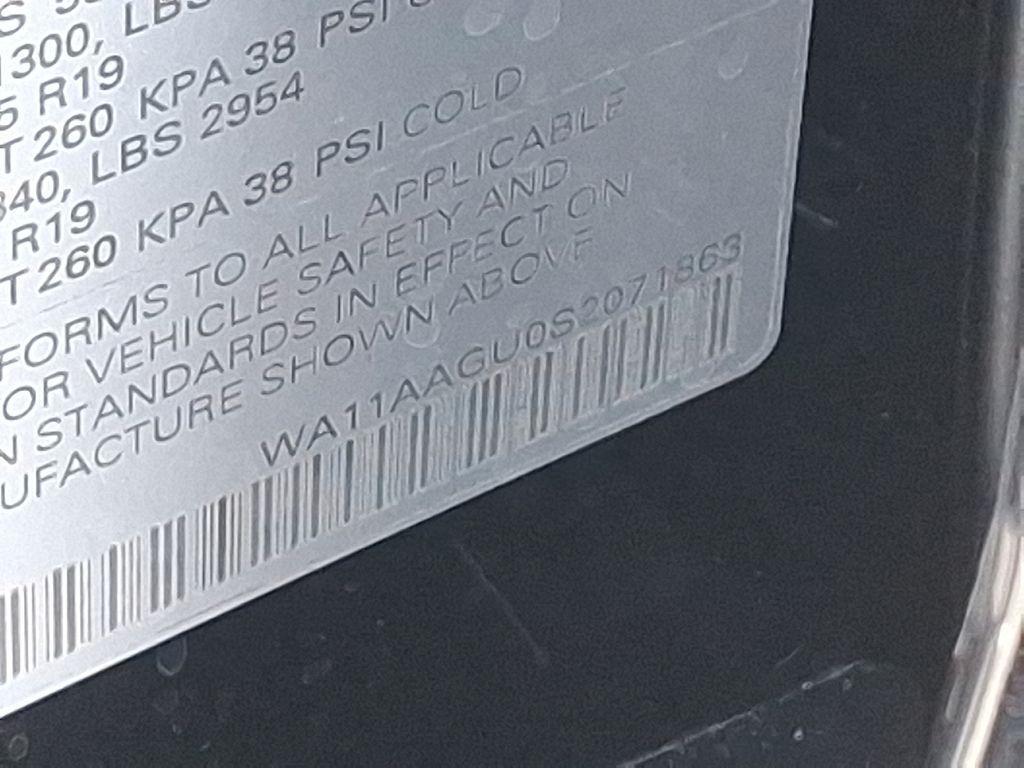 1300, LBS
R19
T 260 KPA 38 PSI
340, LBS 2954
R19
T 260 KPA 38 PSI COLD
FORMS TO ALL APPLICABLE
OR VEHICLE SAFETY AND
N STANDARDS IN EFFECT ON
UFACTURE SHOWN ABOVE
WA11AAGU0S2071863